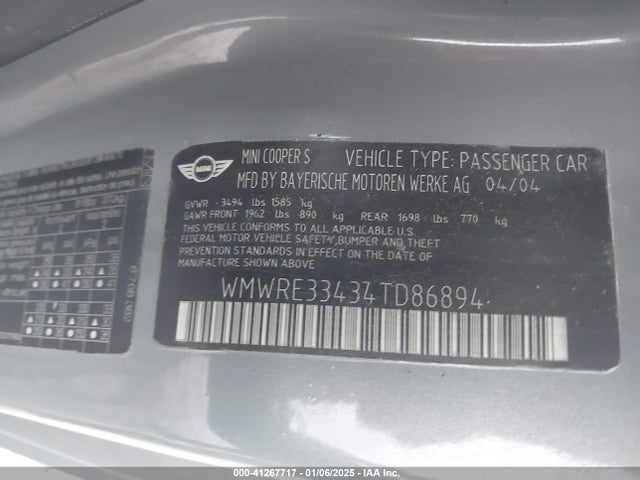 MINI
MINI COOPER S VEHICLE TYPE: PASSENGER CAR
MFD BY BAYERISCHE MOTOREN WERKE AG 04/04
GVWR - 3494 lbs 1585 kg
GAWR FRONT 1962 lbs 890 kg REAR 1698 lbs 770 kg
THIS VEHICLE CONFORMS TO ALL APPLICABLE U.S.
FEDERAL MOTOR VEHICLE SAFETY, BUMPER AND THEFT
PREVENTION STANDARDS IN EFFECT ON THE DATE OF
MANUFACTURE SHOWN ABOVE:
WMWRE33434TD86894
000-41267717 - 01/06/2025 - IAA Inc.